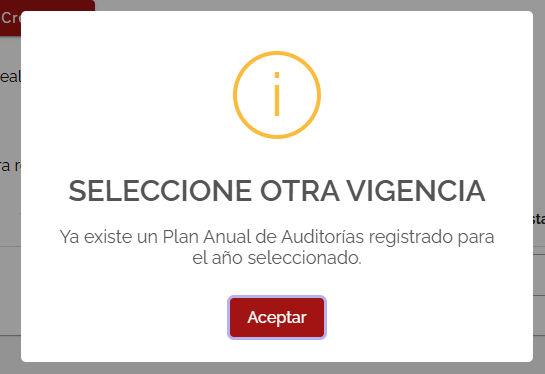 SELECCIONE OTRA VIGENCIA
Ya existe un Plan Anual de Auditorías registrado para
el año seleccionado.
Aceptar